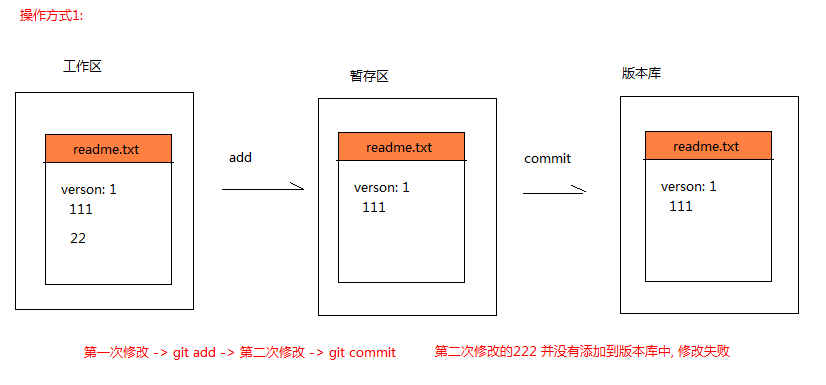 操作方式1:
工作区
暂存区
版本库
readme.txt
verson: 1
111
22
add
readme.txt
verson: 1
111
commit
readme.txt
verson: 1
111
第一次修改 -> git add -> 第二次修改 -> git commit
第二次修改的222 并没有添加到版本库中, 修改失败